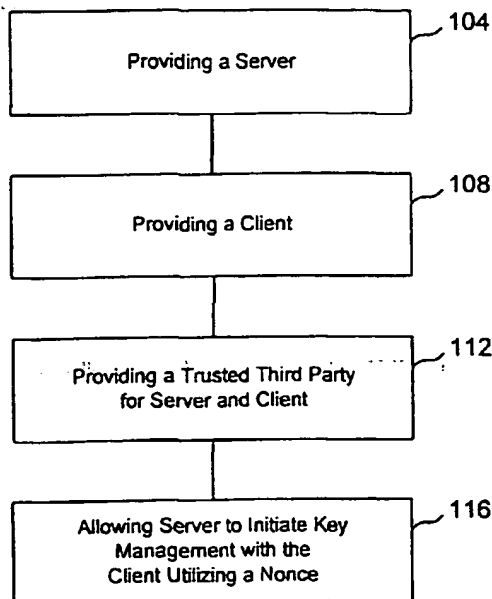 104
Providing a Server
108
Providing a Client
112
Providing a Trusted Third Party
for Server and Client
116
Allowing Server to Initiate Key
Management with the
Client Utilizing a Nonce